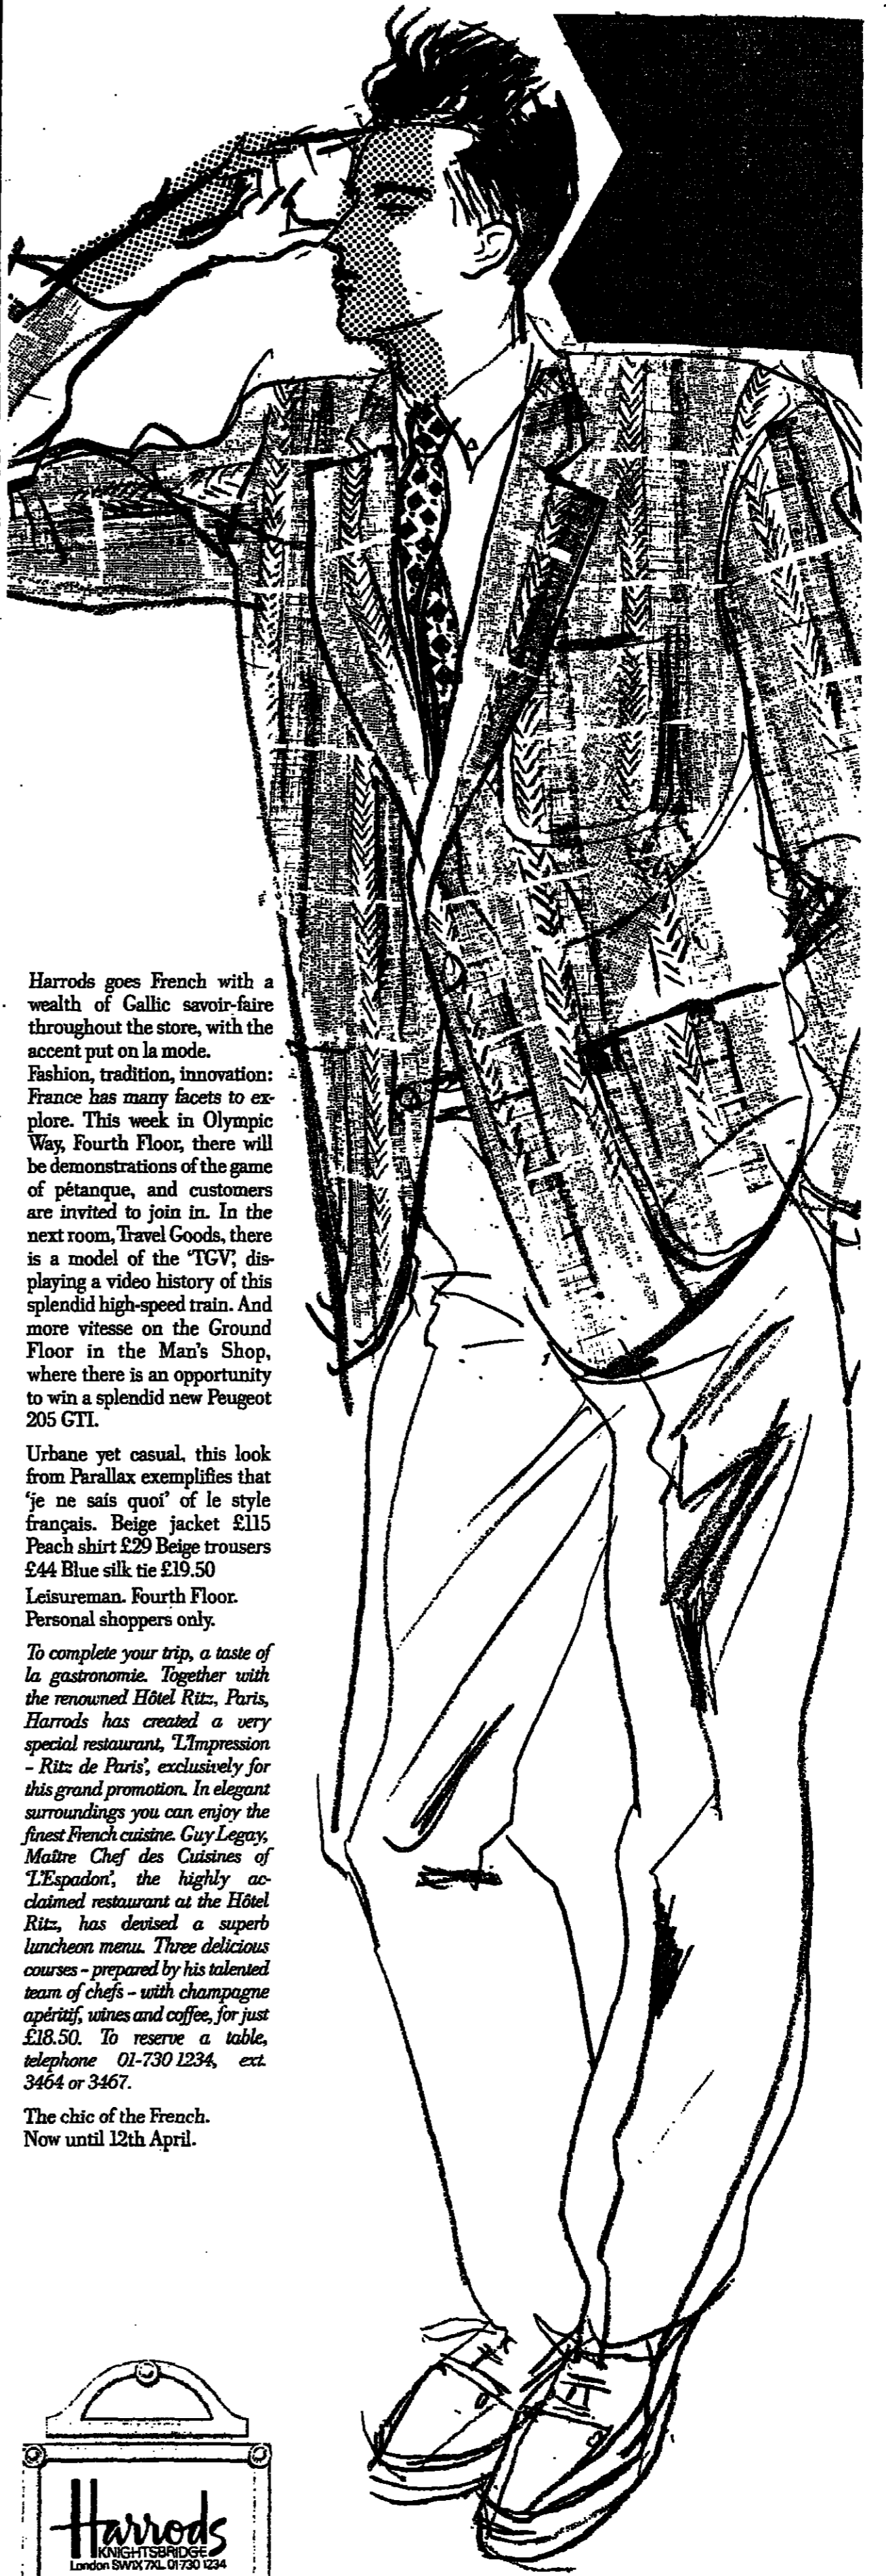 Harrods goes French with a
wealth of Gallic savoir-faire
throughout the store, with the
accent put on la mode.
Fashion, tradition, innovation:
France has many facets to ex-
plore. This week in Olympic
Way, Fourth Floor, there will
be demonstrations of the game
of pétanque, and customers
are invited to join in. In the
next room, Travel Goods, there
is a model of the ‘TGV’, dis-
playing a video history of this
splendid high-speed train. And
more vitesse on the Ground
Floor in the Man's Shop,
where there is an opportunity
to win a splendid new Peugeot
205 GTI.
Urbane yet casual, this look
from Parallax exemplifies that
‘je ne sais quoi’ of le style
français. Beige jacket £115
Peach shirt £29 Beige trousers
£44 Blue silk tie £19.50
Leisureman. Fourth Floor.
Personal shoppers only.
To complete your trip, a taste of
la gastronomie. Together with
the renowned Hôtel Ritz, Paris,
Harrods has created a very
special restaurant, ‘L'Impression
– Ritz de Paris’, exclusively for
this grand promotion. In elegant
surroundings you can enjoy the
finest French cuisine. Guy Legay,
Maître Chef des Cuisines of
‘L'Espadon’, the highly ac-
claimed restaurant at the Hôtel
Ritz, has devised a superb
luncheon menu. Three delicious
courses – prepared by his talented
team of chefs – with champagne
apéritif, wines and coffee, for just
£18.50. To reserve a table,
telephone 01-730 1234, ext.
3464 or 3467.
The chic of the French.
Now until 12th April.
Harrods
KNIGHTSBRIDGE
London SW1X 7XL 01-730 1234